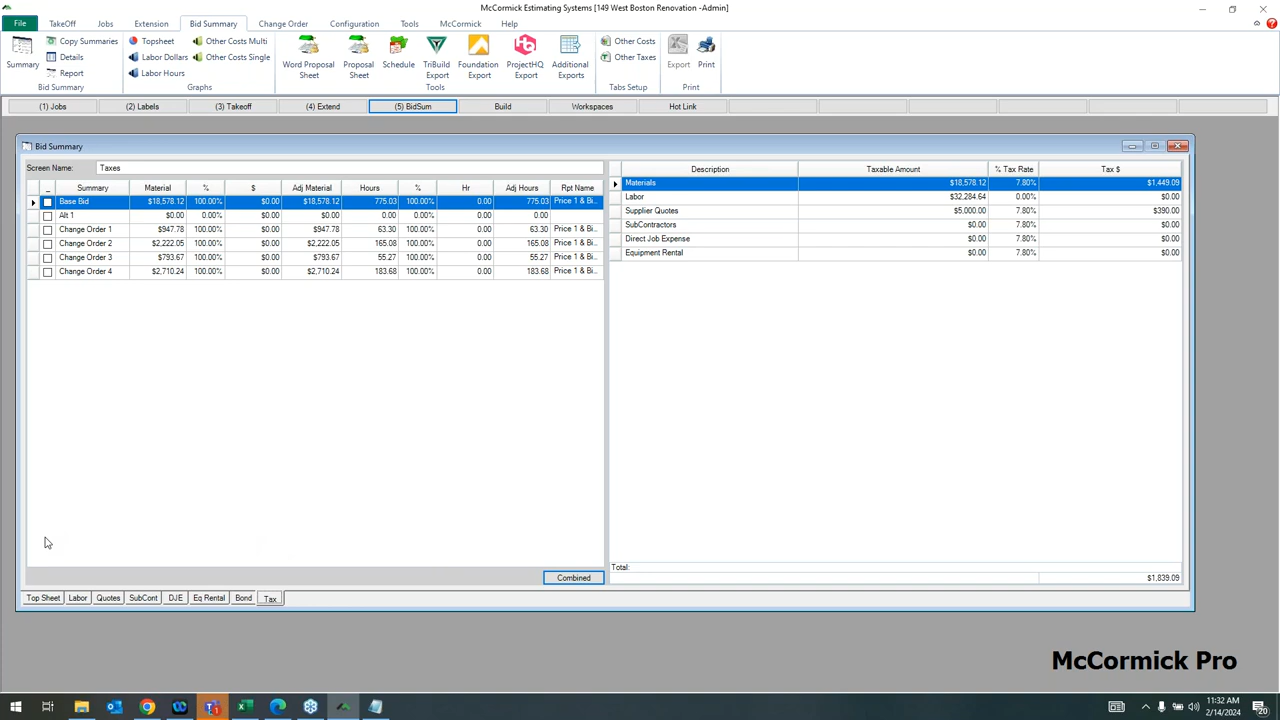 McCormick Estimating Systems [149 West Boston Renovation -Admin]
File TakeOff Jobs Extension Bid Summary Change Order Configuration Tools McCormick Help
Summary
Copy Summaries
Details
Report
Bid Summary
Topsheet
Labor Dollars
Labor Hours
Other Costs Multi
Other Costs Single
Graphs
Word Proposal Sheet
Proposal Sheet
Schedule
TriBuild Export
Foundation Export
ProjectHQ Export
Additional Exports
Tools
Other Costs
Other Taxes
Tabs Setup
Export
Print
Print
(1) Jobs (2) Labels (3) Takeoff (4) Extend (5) BidSum Build Workspaces Hot Link
Bid Summary
Screen Name: Taxes
_ Summary Material % $ Adj Material Hours % Hr Adj Hours Rpt Name
Base Bid $18,578.12 100.00% $0.00 $18,578.12 775.03 100.00% 0.00 775.03 Price 1 & Bi...
Alt 1 $0.00 0.00% $0.00 $0.00 0.00 0.00% 0.00 0.00
Change Order 1 $947.78 100.00% $0.00 $947.78 63.30 100.00% 0.00 63.30 Price 1 & Bi...
Change Order 2 $2,222.05 100.00% $0.00 $2,222.05 165.08 100.00% 0.00 165.08 Price 1 & Bi...
Change Order 3 $793.67 100.00% $0.00 $793.67 55.27 100.00% 0.00 55.27 Price 1 & Bi...
Change Order 4 $2,710.24 100.00% $0.00 $2,710.24 183.68 100.00% 0.00 183.68 Price 1 & Bi...
Combined
Description Taxable Amount % Tax Rate Tax $
Materials $18,578.12 7.80% $1,449.09
Labor $32,284.64 0.00% $0.00
Supplier Quotes $5,000.00 7.80% $390.00
SubContractors $0.00 7.80% $0.00
Direct Job Expense $0.00 7.80% $0.00
Equipment Rental $0.00 7.80% $0.00
Total:
$1,839.09
Top Sheet Labor Quotes SubCont DJE Eq Rental Bond Tax
McCormick Pro
11:32 AM
2/14/2024
20